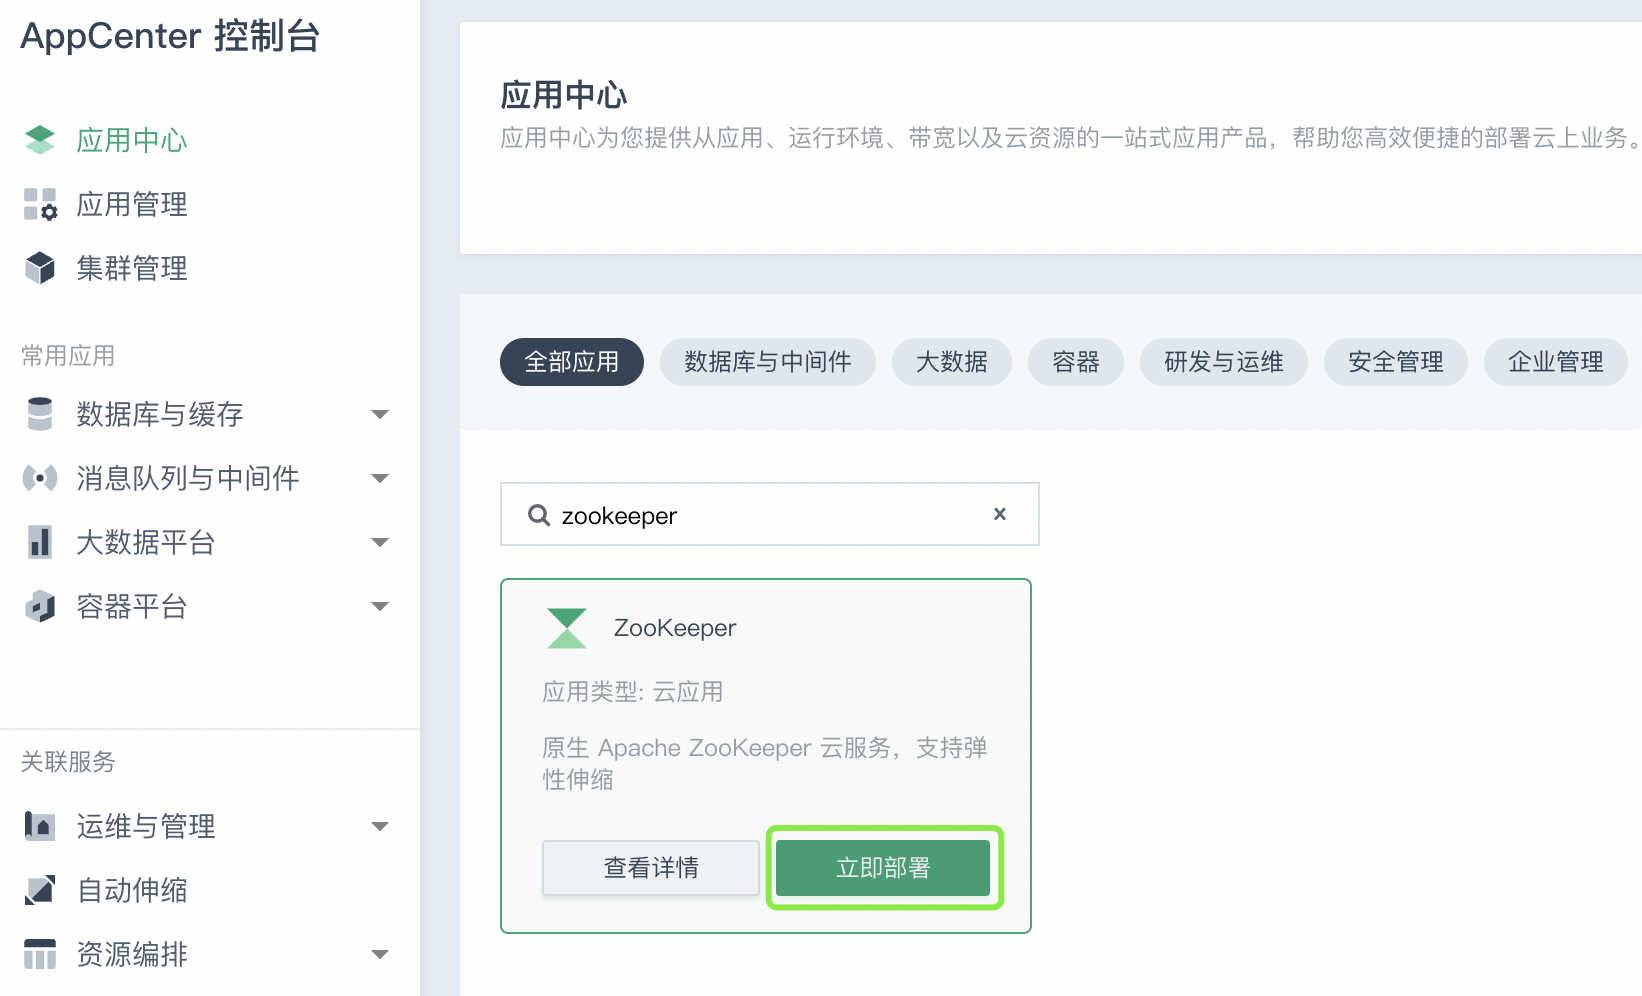 AppCenter 控制台
应用中心
应用管理
集群管理
常用应用
数据库与缓存
消息队列与中间件
大数据平台
容器平台
关联服务
运维与管理
自动伸缩
资源编排
应用中心
应用中心为您提供从应用、运行环境、带宽以及云资源的一站式应用产品，帮助您高效便捷的部署云上业务。
全部应用 数据库与中间件 大数据 容器 研发与运维 安全管理 企业管理
zookeeper ×
ZooKeeper
应用类型: 云应用
原生 Apache ZooKeeper 云服务，支持弹
性伸缩
查看详情 立即部署